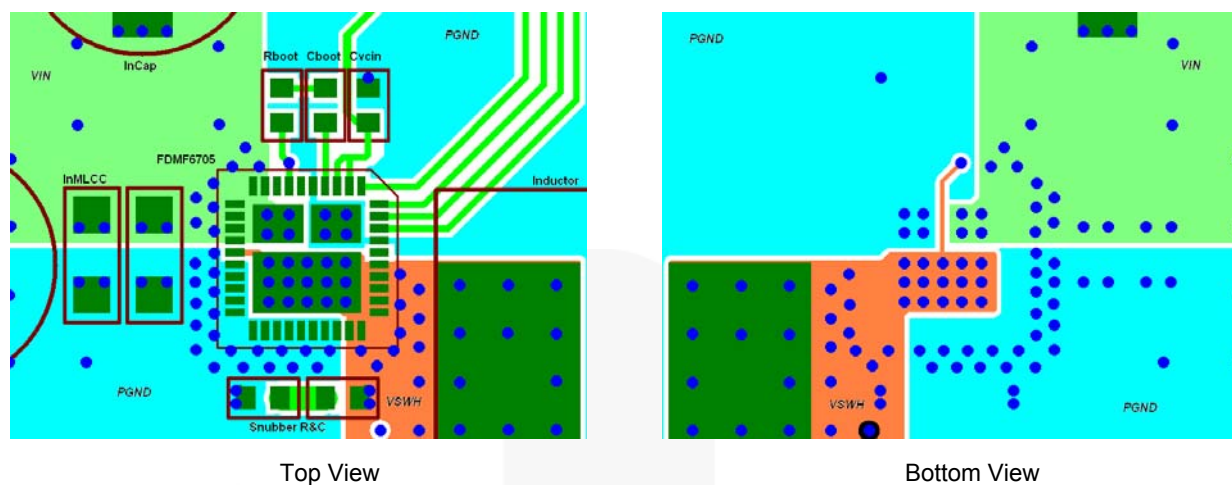 PGND
Rboot Cboot Cvcin
InCap
VIN
FDMF6705
InMLCC
Inductor
PGND
VSWH
Snubber R&C
Top View
PGND
VIN
VSWH
PGND
Bottom View